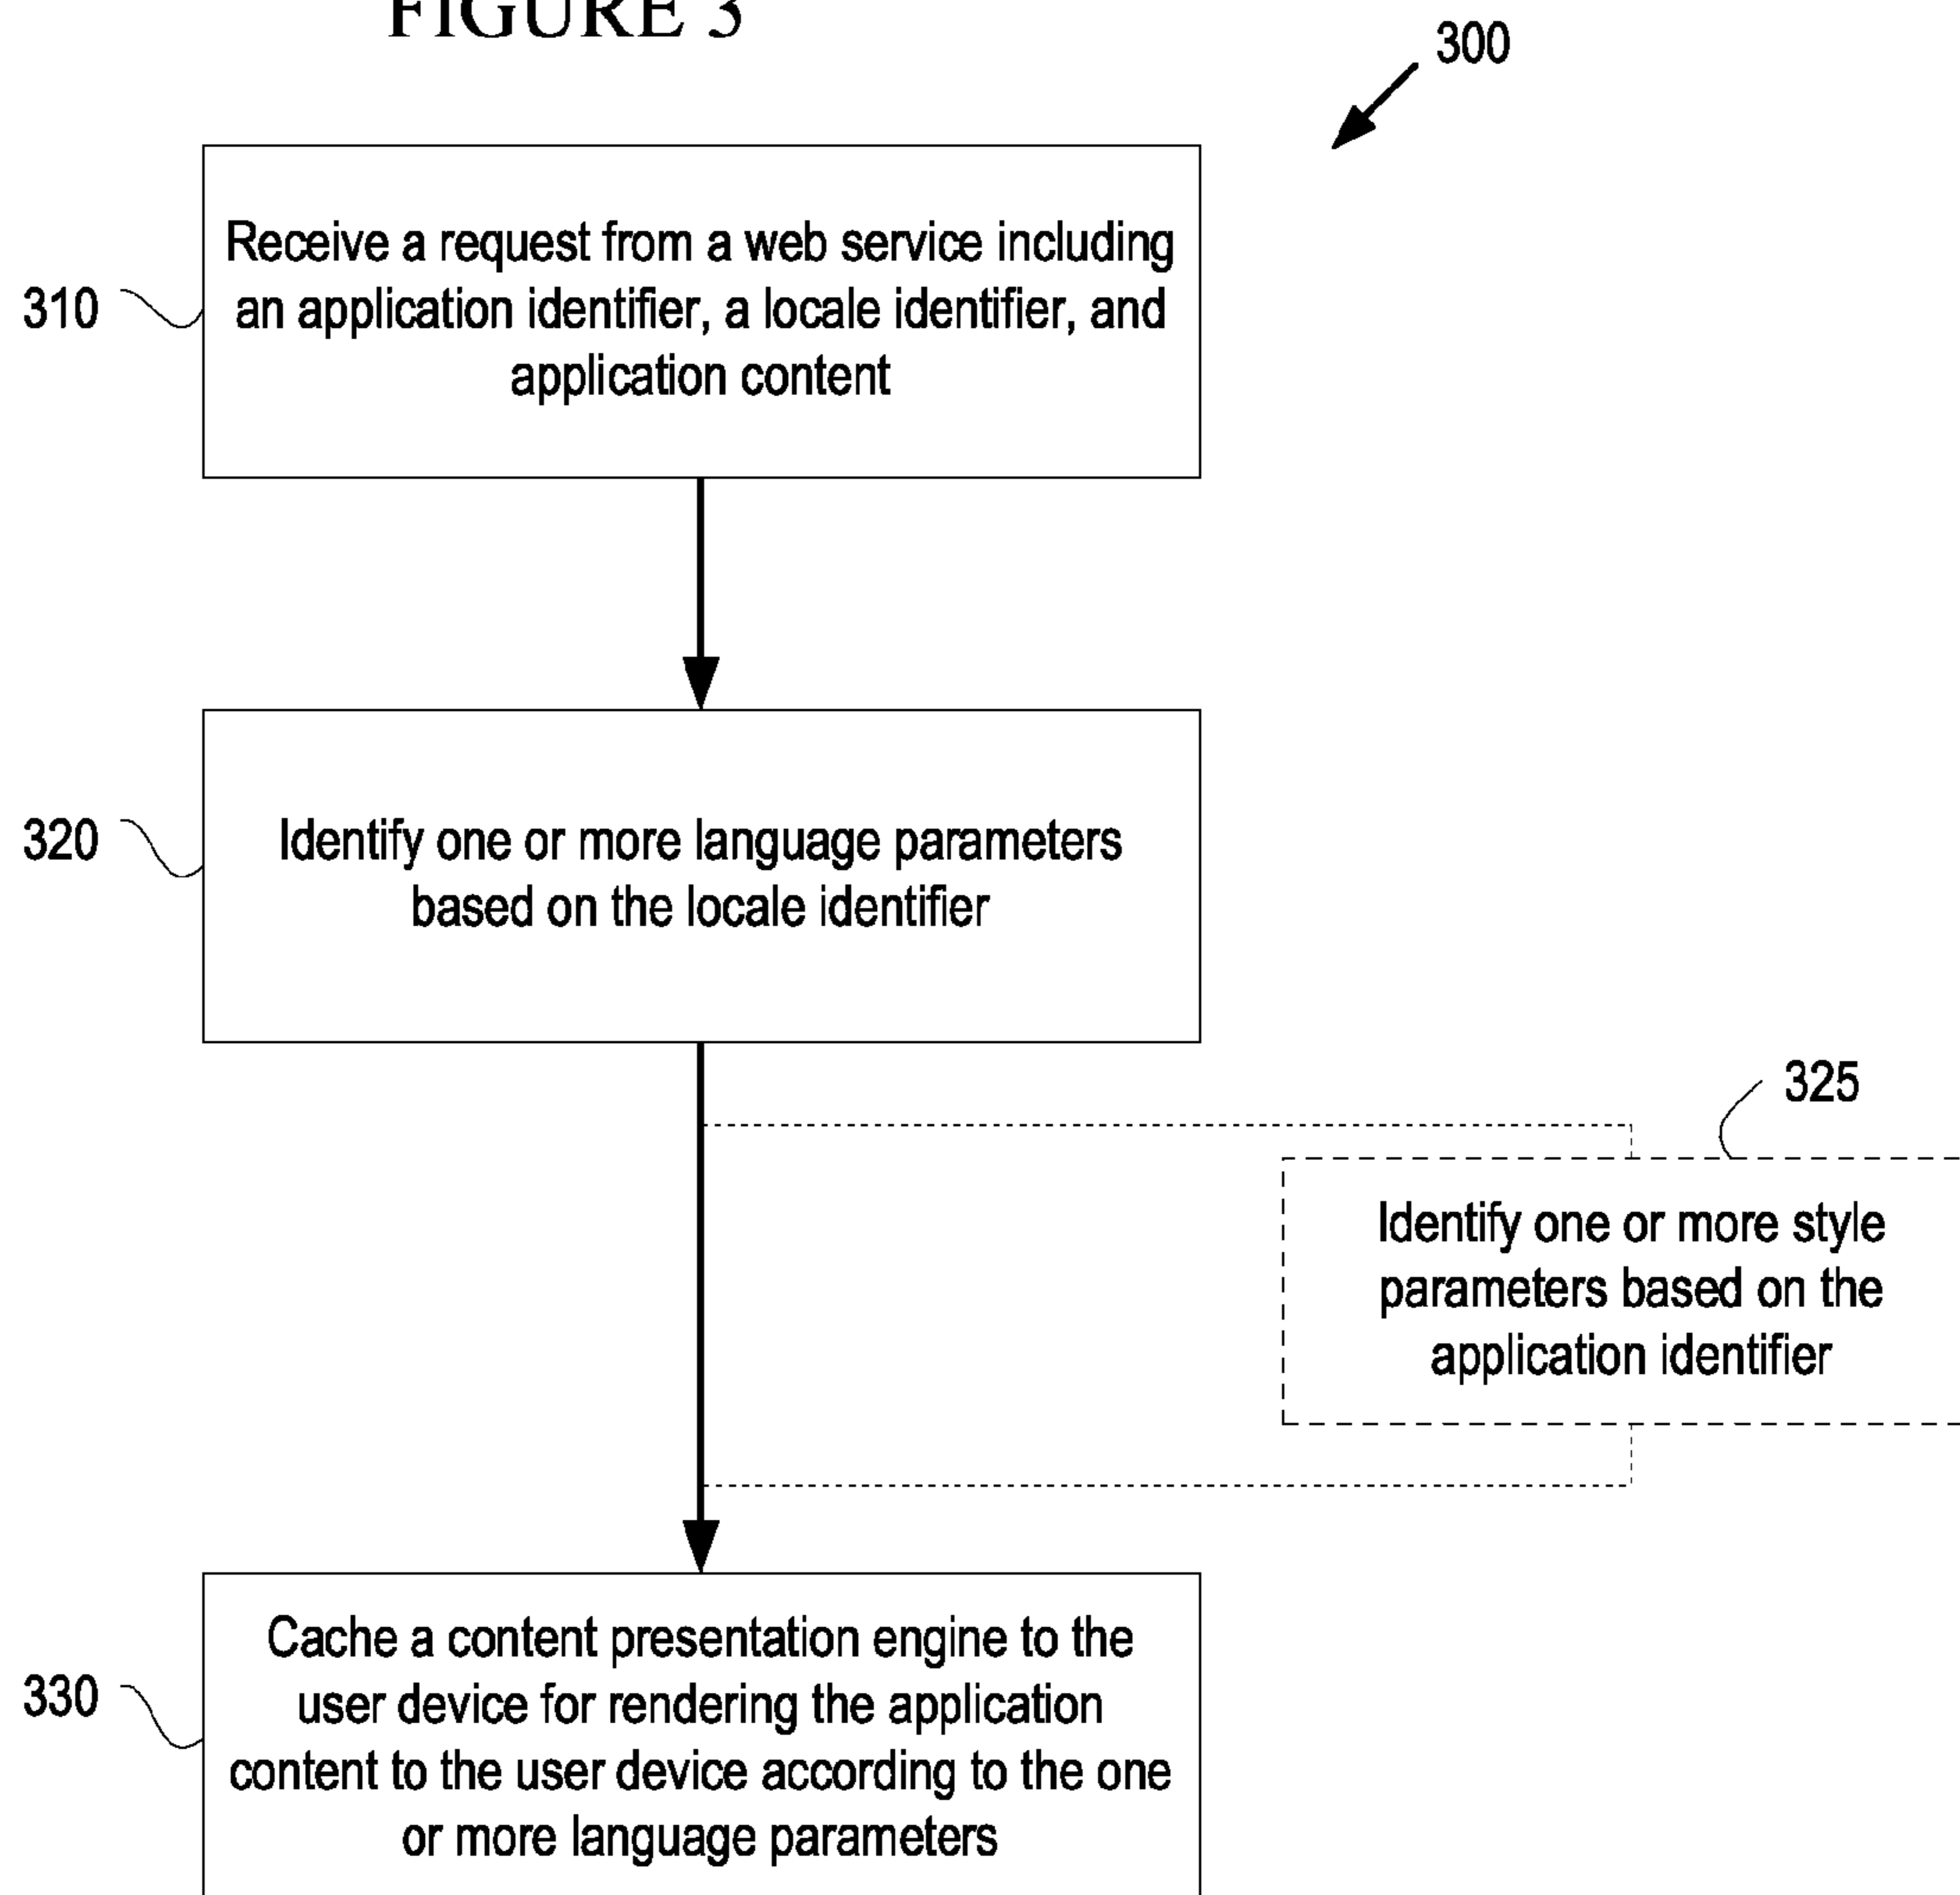 FIGURE 3
300
310
Receive a request from a web service including
an application identifier, a locale identifier, and
application content
320
Identify one or more language parameters
based on the locale identifier
325
Identify one or more style
parameters based on the
application identifier
330
Cache a content presentation engine to the
user device for rendering the application
content to the user device according to the one
or more language parameters